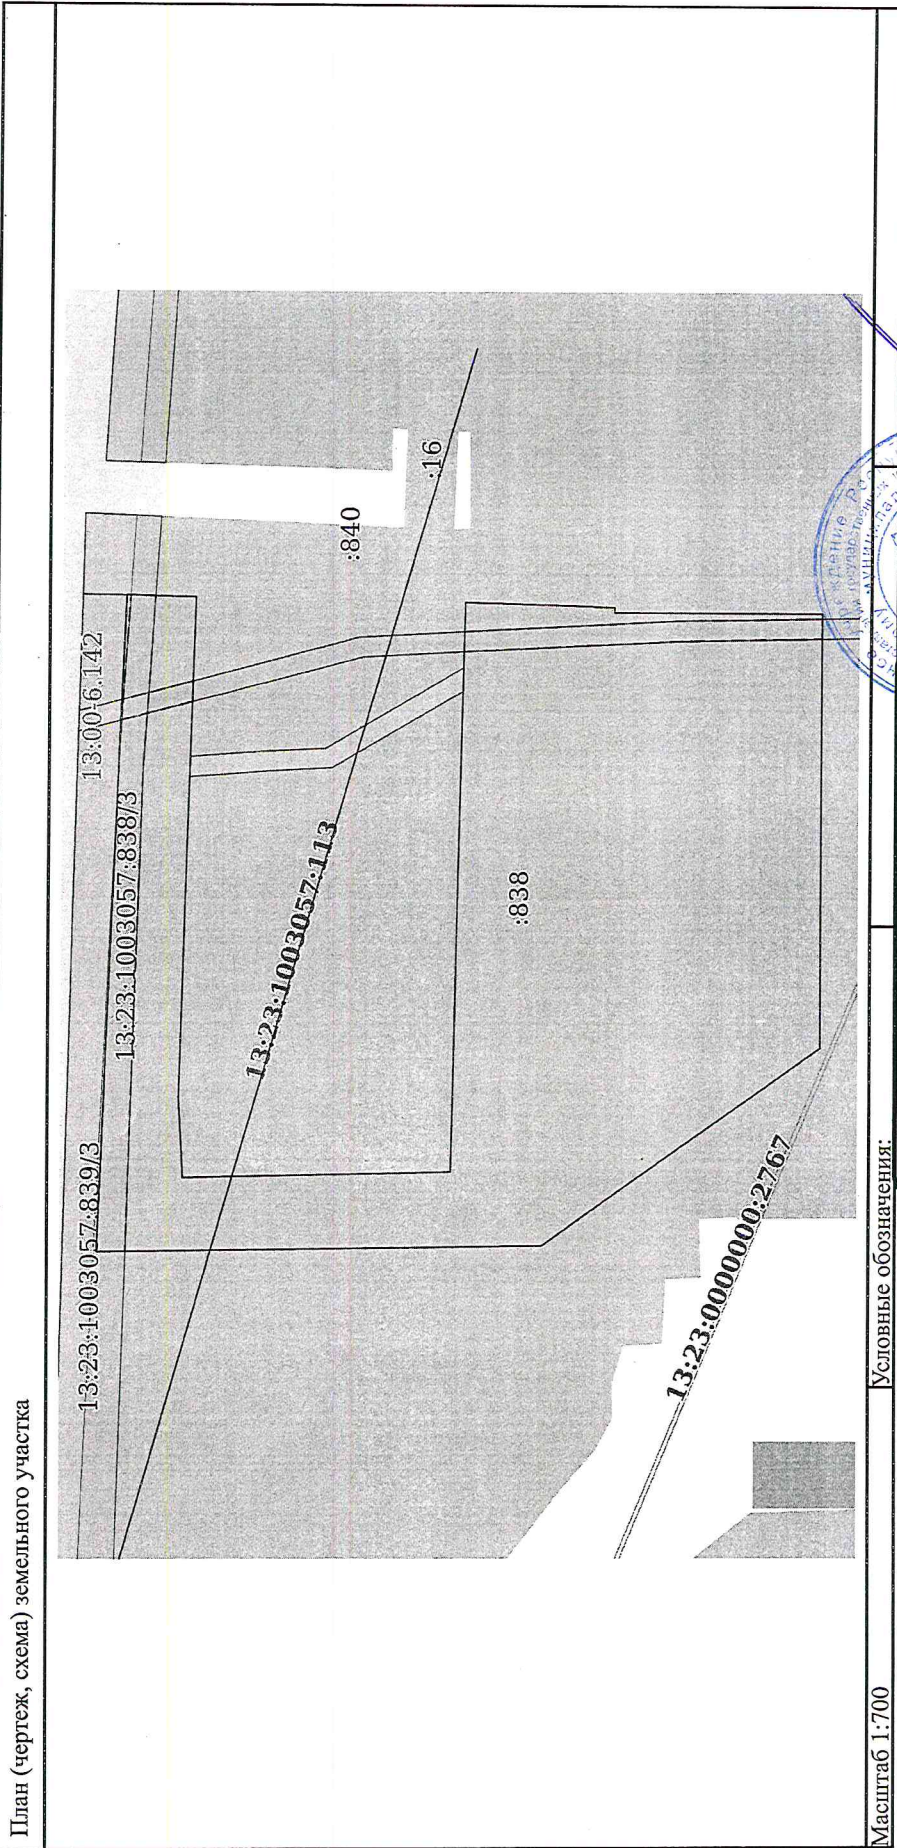 План (чертеж, схема) земельного участка
13:23:1003057:839/3
13:23:1003057:838/3
13:00-6.142
13:23:1003057:113
:840
:16
:838
13:23:0000000:2767
Масштаб 1:700
Условные обозначения: